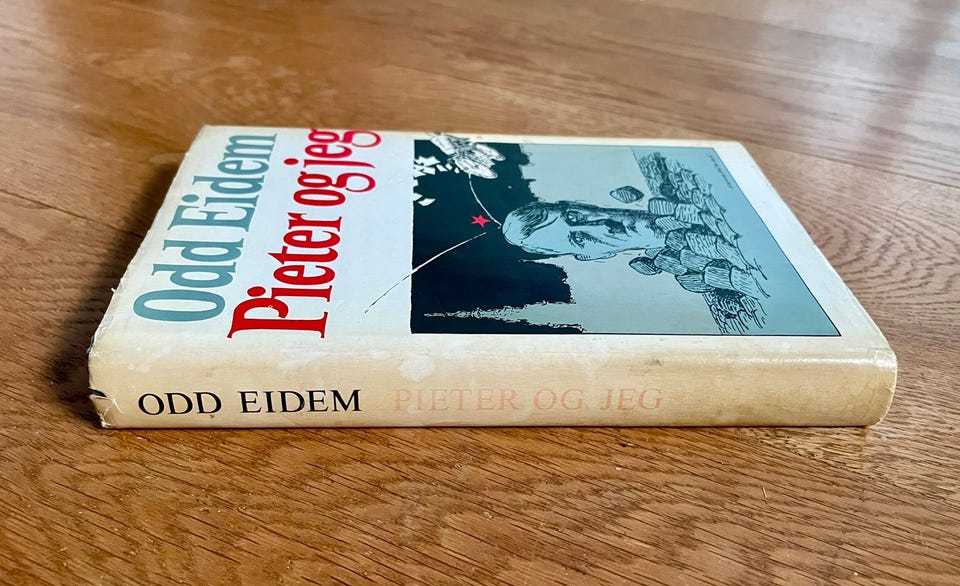 Odd Eidem
Pieter og jeg
ODD EIDEM PIETER OG JEG